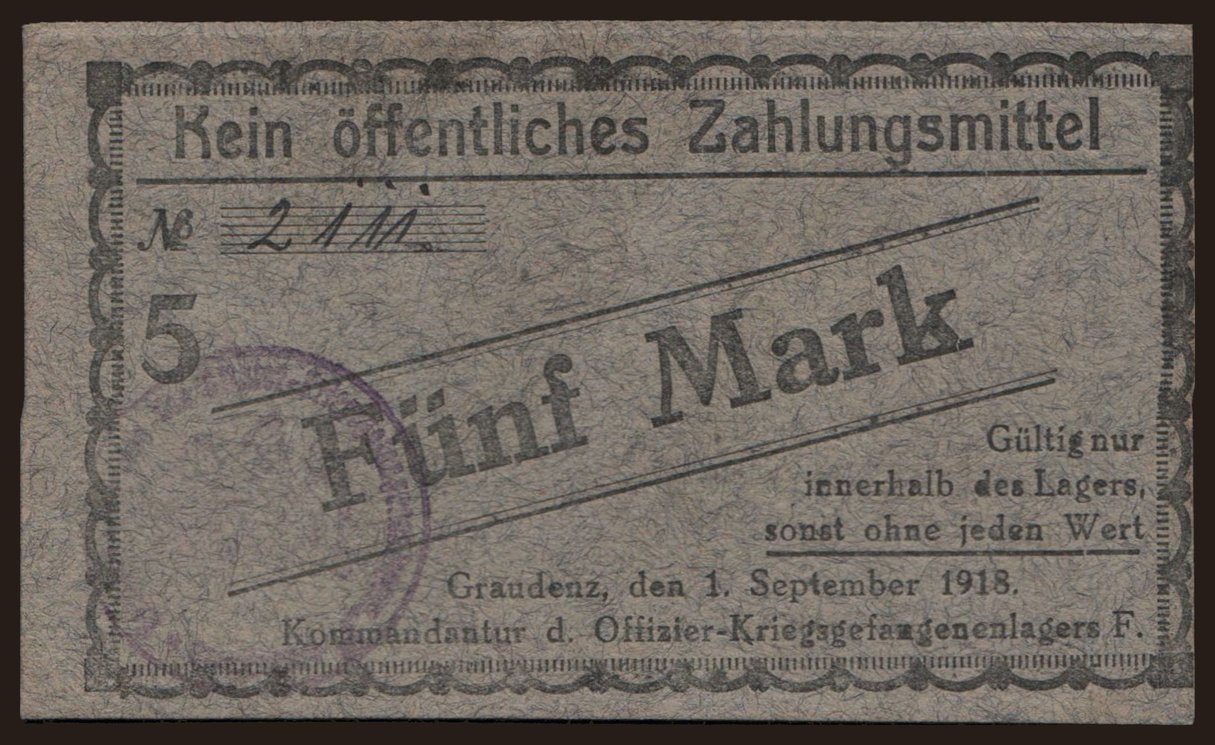 Kein öffentliches Zahlungsmittel
№ 2111
5
Fünf Mark
Gültig nur
innerhalb des Lagers,
sonst ohne jeden Wert
Graudenz, den 1. September 1918.
Kommandantur d. Offizier-Kriegsgefangenenlagers F.